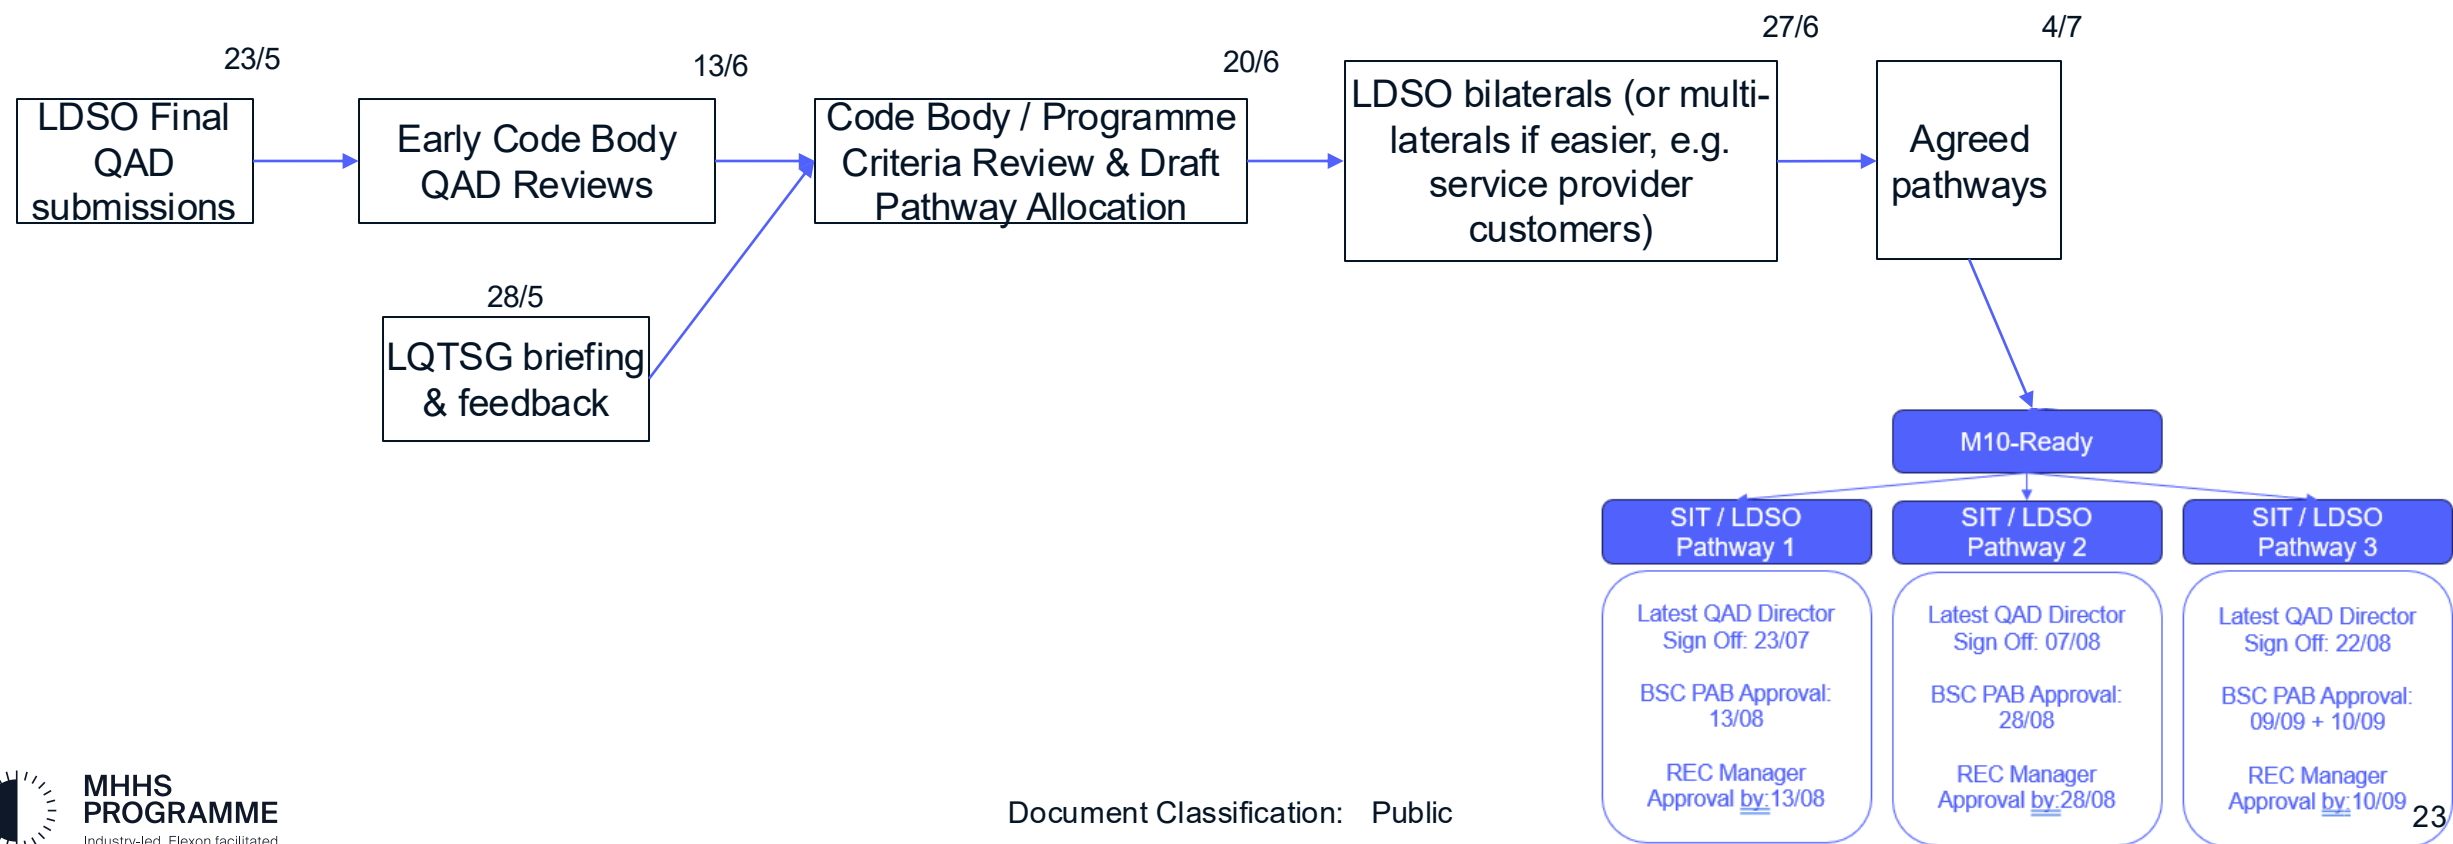 23/5
LDSO Final
QAD
submissions
13/6
Early Code Body
QAD Reviews
28/5
LQTSG briefing
& feedback
20/6
Code Body / Programme
Criteria Review & Draft
Pathway Allocation
27/6
LDSO bilaterals (or multi-
laterals if easier, e.g.
service provider
customers)
4/7
Agreed
pathways
M10-Ready
SIT / LDSO
Pathway 1
Latest QAD Director
Sign Off: 23/07
BSC PAB Approval:
13/08
REC Manager
Approval by:13/08
SIT / LDSO
Pathway 2
Latest QAD Director
Sign Off: 07/08
BSC PAB Approval:
28/08
REC Manager
Approval by:28/08
SIT / LDSO
Pathway 3
Latest QAD Director
Sign Off: 22/08
BSC PAB Approval:
09/09 + 10/09
REC Manager
Approval by:10/09
MHHS
PROGRAMME
Industry-led, Elexon facilitated
Document Classification: Public
23